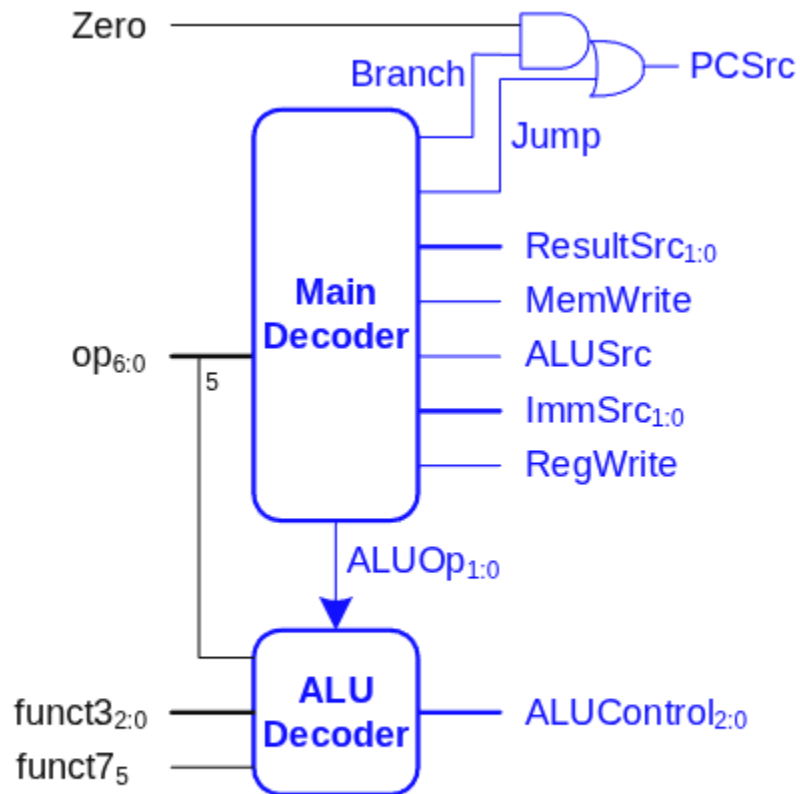 Zero
Branch
PCSrc
Jump
ResultSrc1:0
Main
Decoder
MemWrite
op6:0
5
ALUSrc
ImmSrc1:0
RegWrite
ALUOp1:0
ALU
Decoder
funct32:0
ALUControl2:0
funct75